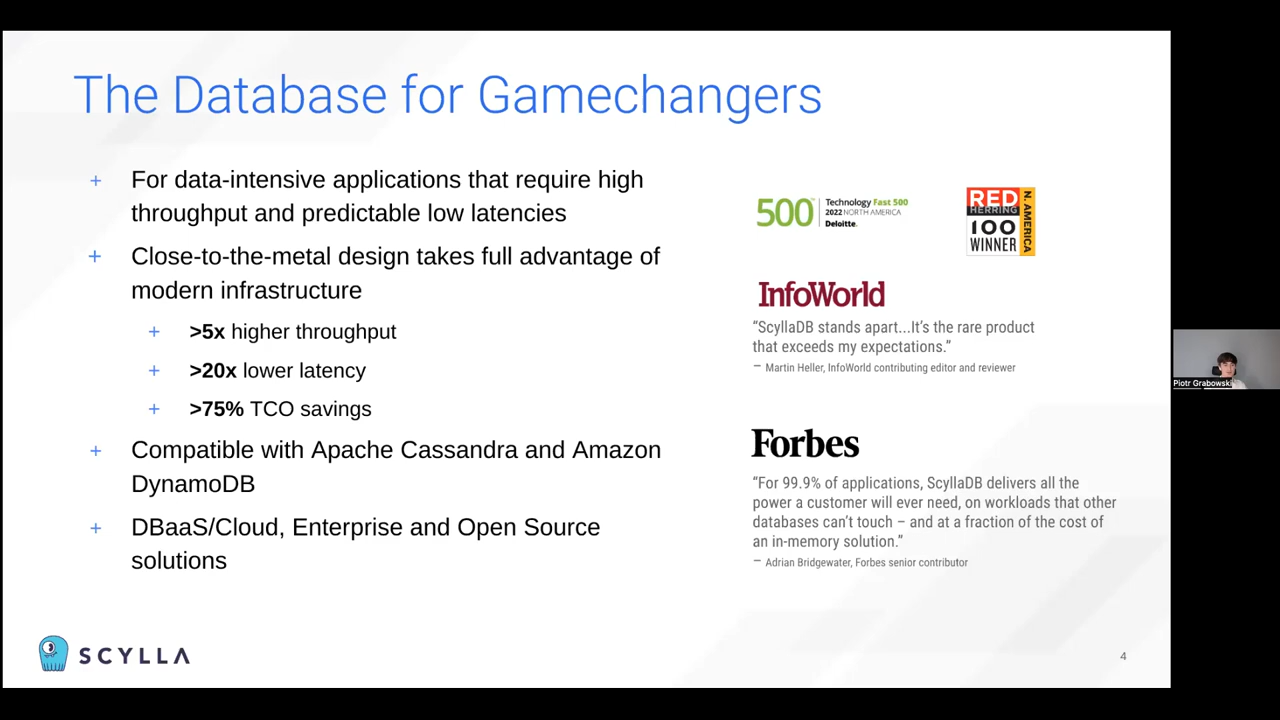 The Database for Gamechangers
+ For data-intensive applications that require high
throughput and predictable low latencies
+ Close-to-the-metal design takes full advantage of
modern infrastructure
+ >5x higher throughput
+ >20x lower latency
+ >75% TCO savings
+ Compatible with Apache Cassandra and Amazon
DynamoDB
+ DBaaS/Cloud, Enterprise and Open Source
solutions
500 Technology Fast 500
2022 NORTH AMERICA
Deloitte.
RED
HERRING
100
WINNER
N. AMERICA
InfoWorld
“ScyllaDB stands apart...It’s the rare product
that exceeds my expectations.”
– Martin Heller, InfoWorld contributing editor and reviewer
Forbes
“For 99.9% of applications, ScyllaDB delivers all the
power a customer will ever need, on workloads that other
databases can’t touch – and at a fraction of the cost of
an in-memory solution.”
– Adrian Bridgewater, Forbes senior contributor
SCYLLA
4
Piotr Grabowski